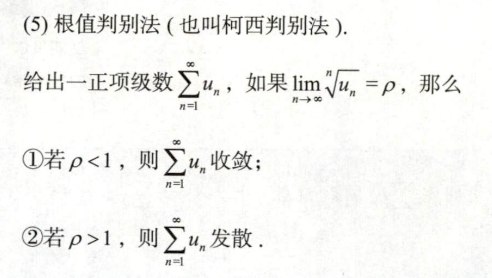 (5) 根值判别法 ( 也叫柯西判别法 ).
给出一正项级数 $\sum_{n=1}^{\infty} u_n$，如果 $\lim_{n \to \infty} \sqrt[n]{u_n} = \rho$，那么
①若 $\rho < 1$，则 $\sum_{n=1}^{\infty} u_n$ 收敛；
②若 $\rho > 1$，则 $\sum_{n=1}^{\infty} u_n$ 发散 .